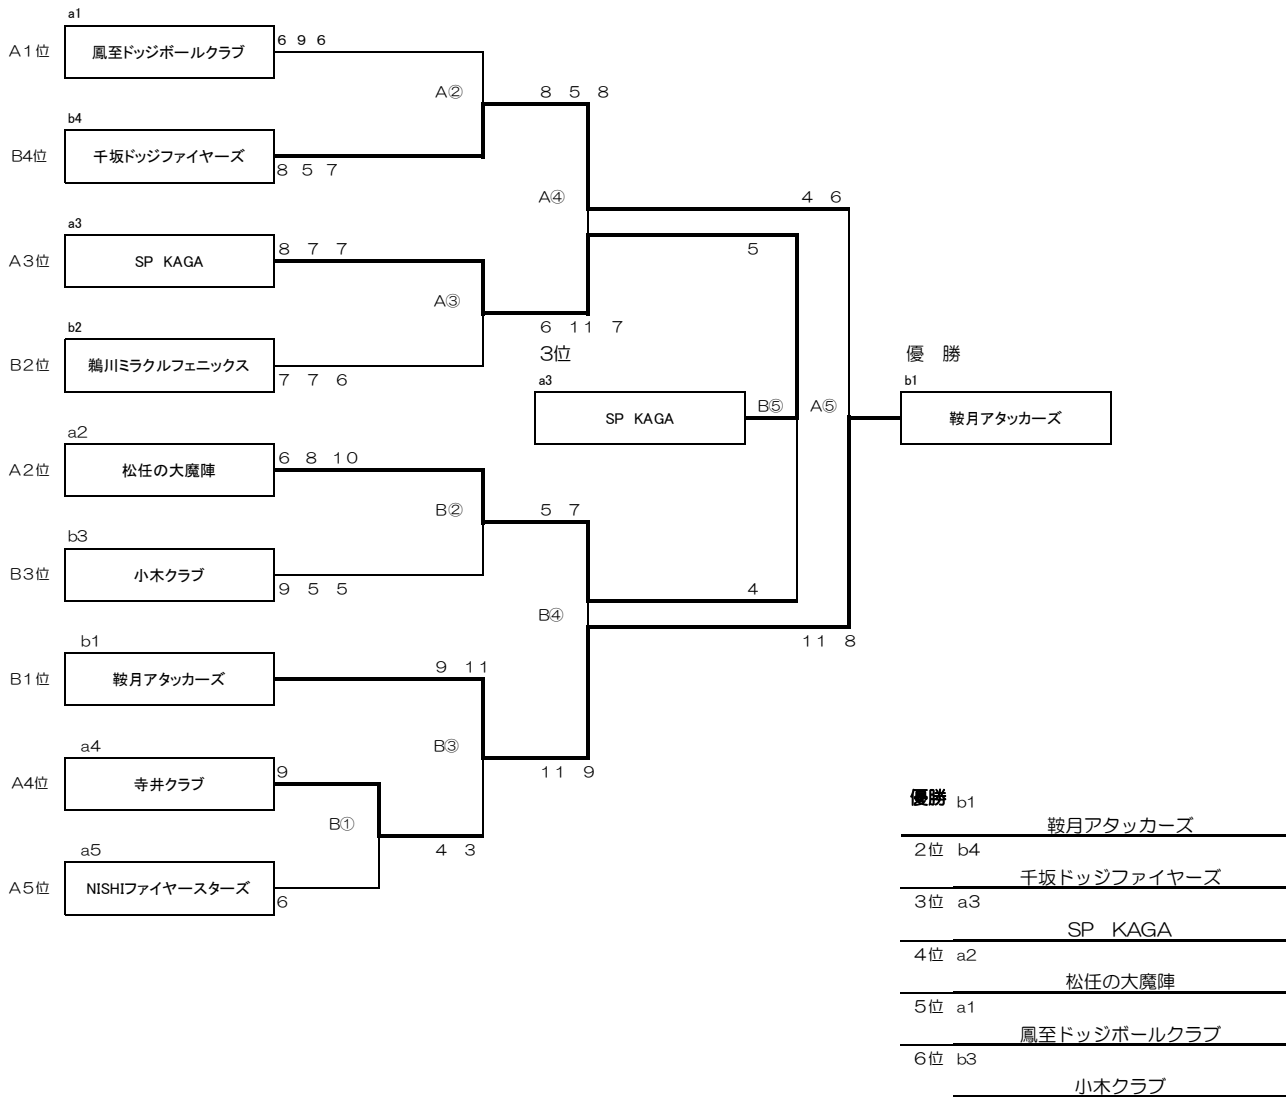 a1
A1位
鳳至ドッジボールクラブ
6 9 6
A②
8 5 8
b4
B4位
千坂ドッジファイヤーズ
8 5 7
A④
4 6
a3
A3位
SP KAGA
8 7 7
5
A③
6 11 7
b2
B2位
鵜川ミラクルフェニックス
7 7 6
3位
a3
SP KAGA
B⑤
A⑤
優 勝
b1
鞍月アタッカーズ
a2
A2位
松任の大魔陣
6 8 10
B②
5 7
b3
B3位
小木クラブ
9 5 5
4
B④
11 8
b1
B1位
鞍月アタッカーズ
9 11
B③
11 9
a4
A4位
寺井クラブ
9
B①
4 3
a5
A5位
NISHIファイヤースターズ
6
優勝 b1
鞍月アタッカーズ
2位 b4
千坂ドッジファイヤーズ
3位 a3
SP KAGA
4位 a2
松任の大魔陣
5位 a1
鳳至ドッジボールクラブ
6位 b3
小木クラブ